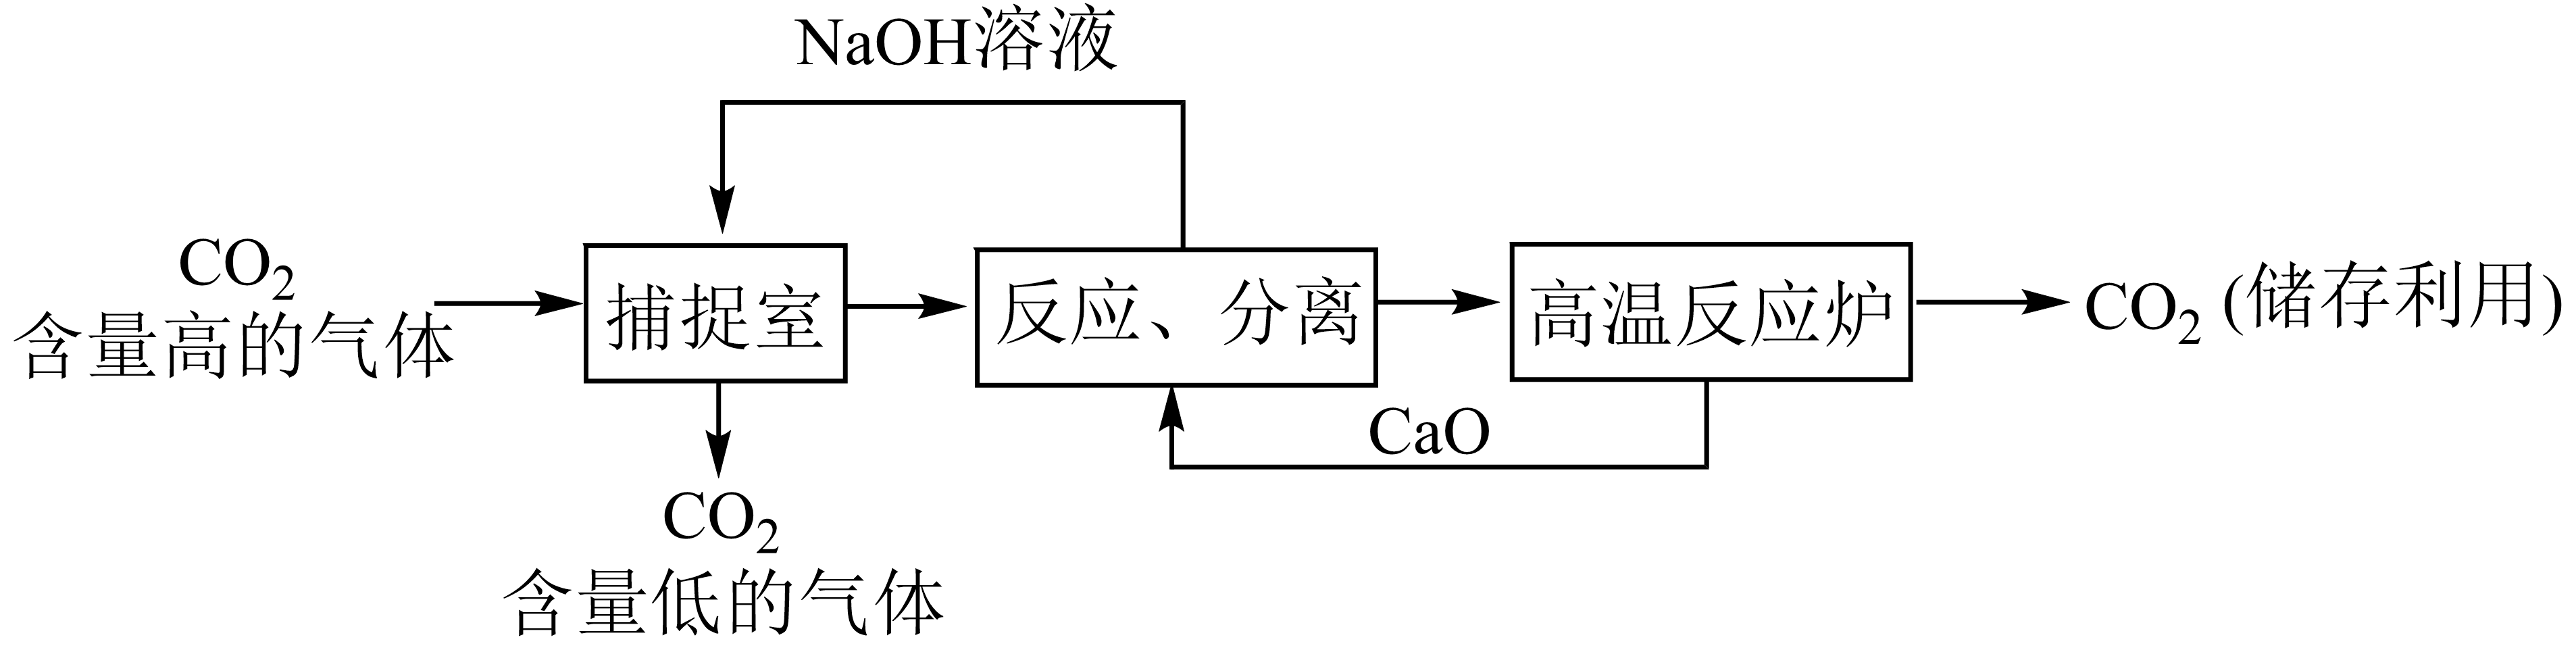 NaOH溶液
CO₂
含量高的气体
捕捉室
反应、分离
高温反应炉
CO₂(储存利用)
CaO
CO₂
含量低的气体